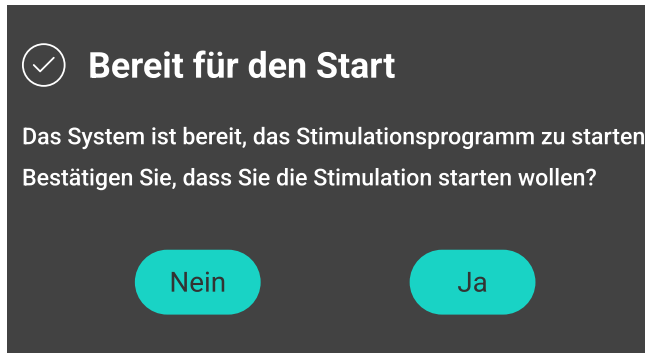 Bereit für den Start
Das System ist bereit, das Stimulationsprogramm zu starten
Bestätigen Sie, dass Sie die Stimulation starten wollen?
Nein Ja